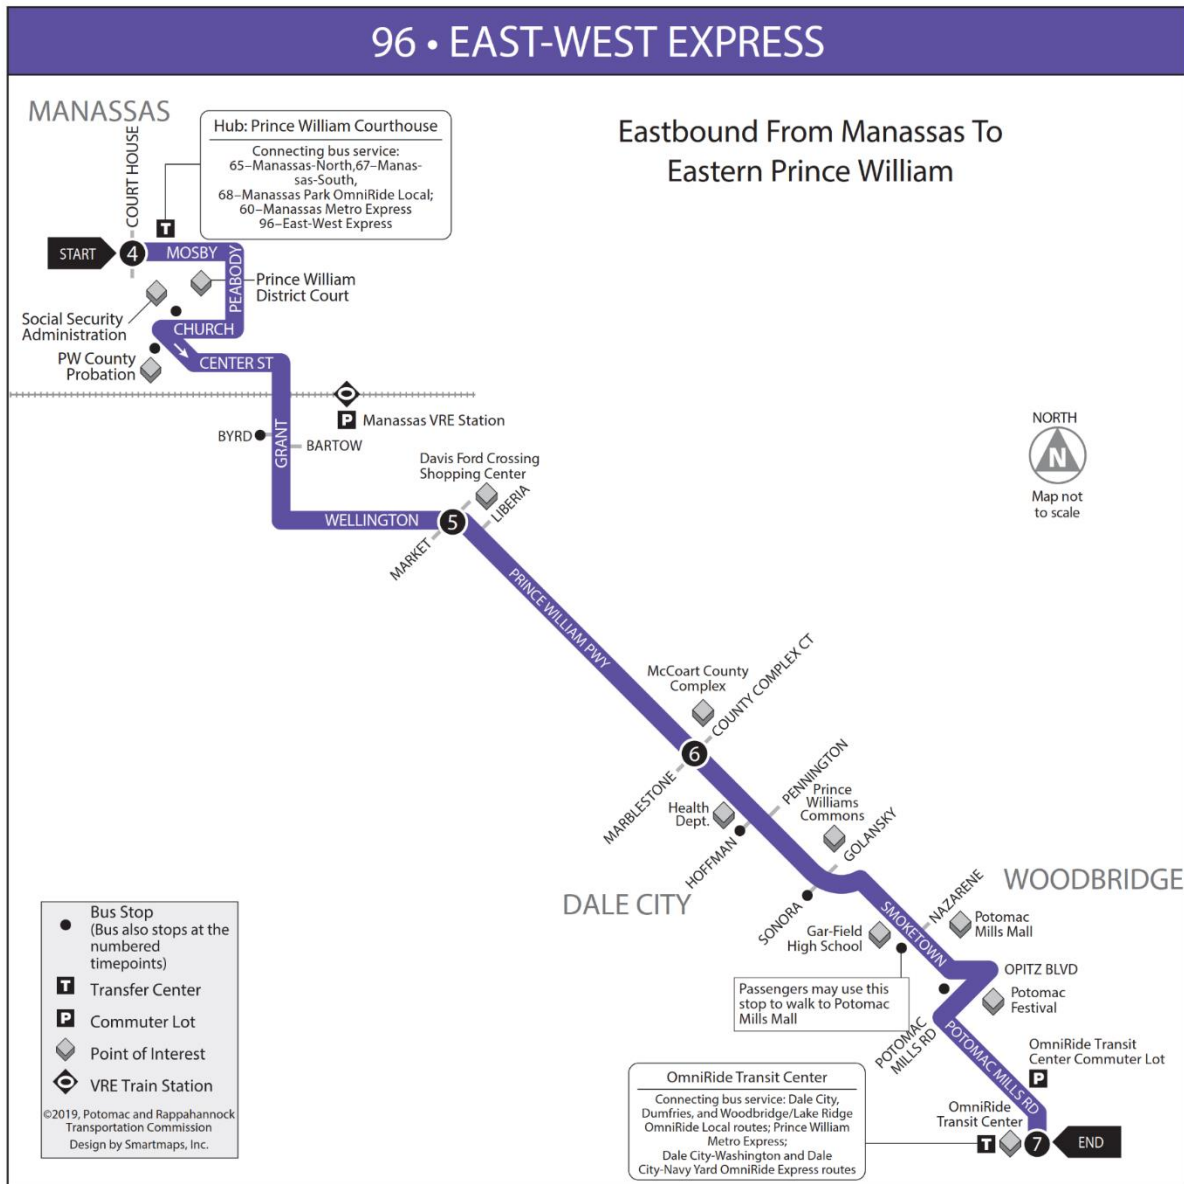 96 • EAST-WEST EXPRESS
MANASSAS
COURT HOUSE
Hub: Prince William Courthouse
Connecting bus service:
65–Manassas-North,67–Manas-
sas-South,
68–Manassas Park OmniRide Local;
60–Manassas Metro Express
96–East-West Express
Eastbound From Manassas To
Eastern Prince William
T
START
4
MOSBY
PEABODY
Prince William
District Court
Social Security
Administration
CHURCH
PW County
Probation
CENTER ST
P
Manassas VRE Station
BYRD
GRANT
BARTOW
NORTH
N
Map not
to scale
Davis Ford Crossing
Shopping Center
WELLINGTON
5
LIBERIA
MARKET
PRINCE WILLIAM PWY
McCoart County
Complex
COUNTY COMPLEX CT
6
MARBLESTONE
PENNINGTON
Health
Dept.
HOFFMAN
Prince
Williams
Commons
GOLANSKY
DALE CITY
SONORA
WOODBRIDGE
SMOKETOWN
NAZARENE
Gar-Field
High School
Potomac
Mills Mall
OPITZ BLVD
Passengers may use this
stop to walk to Potomac
Mills Mall
Potomac
Festival
POTOMAC
MILLS RD
POTOMAC MILLS RD
OmniRide Transit
Center Commuter Lot
P
OmniRide Transit Center
Connecting bus service: Dale City,
Dumfries, and Woodbridge/Lake Ridge
OmniRide Local routes; Prince William
Metro Express;
Dale City-Washington and Dale
City-Navy Yard OmniRide Express routes
OmniRide
Transit Center
T
7
END
Bus Stop
(Bus also stops at the
numbered
timepoints)
T
Transfer Center
P
Commuter Lot
Point of Interest
VRE Train Station
©2019, Potomac and Rappahannock
Transportation Commission
Design by Smartmaps, Inc.